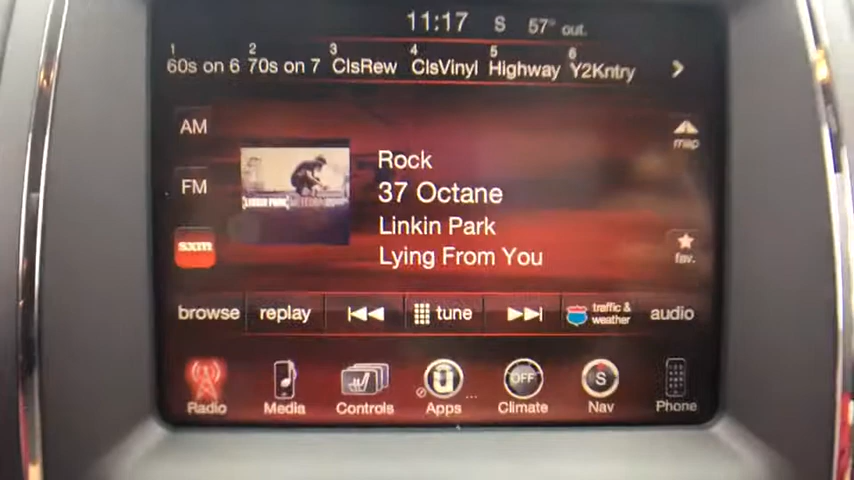 11:17 S 57° out.
1 2 3 4 5 6
60s on 6 70s on 7 ClsRew ClsVinyl Highway Y2Kntry
AM
map
Rock
37 Octane
FM
LINKIN PARK
Linkin Park
sxm
Lying From You
fav.
browse replay tune traffic & weather audio
OFF S
Radio Media Controls Apps Climate Nav Phone